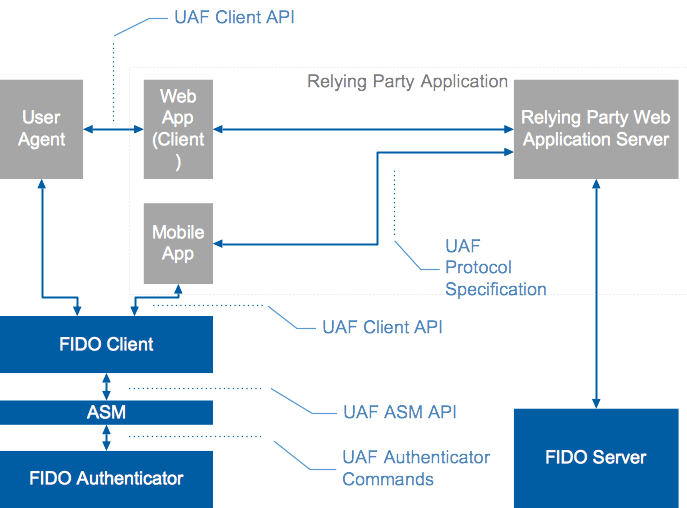 UAF Client API
Relying Party Application
User
Agent
Web
App
(Client
)
Relying Party Web
Application Server
Mobile
App
UAF
Protocol
Specification
UAF Client API
FIDO Client
ASM
UAF ASM API
FIDO Authenticator
UAF Authenticator
Commands
FIDO Server